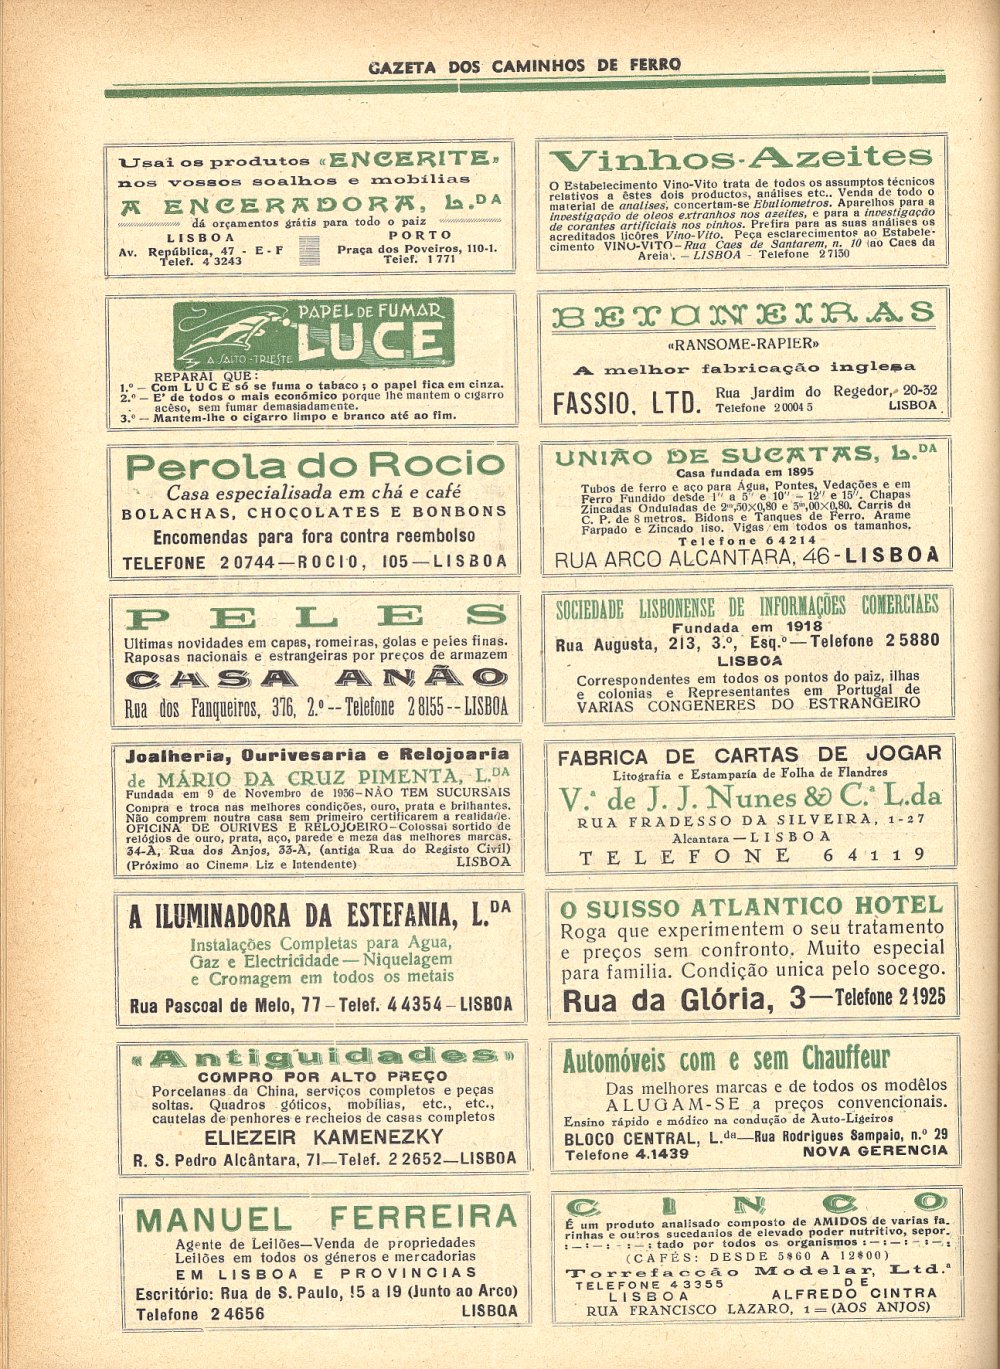 GAZETA DOS CAMINHOS DE FERRO
Usai os produtos «ENCERITE»
nos vossos soalhos e mobílias
A ENCERADORA, L.DA
dá orçamentos grátis para todo o paiz
LISBOA
Av. República, 47 - E - F
Telef. 4 3243
PORTO
Praça dos Poveiros, 110-1.
Telef. 1 771
PAPEL DE FUMAR
LUCE
A SALTO - TRIESTE
REPARAI QUE:
1.º — Com LUCE só se fuma o tabaco; o papel fica em cinza.
2.º — E' de todos o mais económico porque lhe mantem o cigarro
acêso, sem fumar demasiadamente.
3.º — Mantem-lhe o cigarro limpo e branco até ao fim.
Perola do Rocio
Casa especialisada em chá e café
BOLACHAS, CHOÇOLATES E BONBONS
Encomendas para fora contra reembolso
TELEFONE 2 0744 — ROCIO, 105 — LISBOA
PELES
Ultimas novidades em capas, romeiras, golas e peles finas.
Raposas nacionais e estrangeiras por preços de armazem
CASA ANÃO
Rua dos Fanqueiros, 376, 2.º -- Telefone 2 8155 -- LISBOA
Joalheria, Ourivesaria e Relojoaria
de MÁRIO DA CRUZ PIMENTA, L.DA
Fundada em 9 de Novembro de 1936 — NÃO TEM SUCURSAIS
Compra e troca nas melhores condições, ouro, prata e brilhantes.
Não comprem noutra casa sem primeiro certificarem a realidade.
OFICINA DE OURIVES E RELOJOEIRO — Colossal sortido de
relógios de ouro, prata, aço, parede e meza das melhores marcas.
34-A, Rua dos Anjos, 33-A, (antiga Rua do Registo Civil)
(Próximo ao Cinema Liz e Intendente) LISBOA
A ILUMINADORA DA ESTEFANIA, L.DA
Instalações Completas para Agua,
Gaz e Electricidade — Niquelagem
e Cromagem em todos os metais
Rua Pascoal de Melo, 77 – Telef. 4 4354 – LISBOA
«Antiguidades»
COMPRO POR ALTO PREÇO
Porcelanas da China, serviços completos e peças
soltas. Quadros góticos, mobílias, etc., etc.,
cautelas de penhores e recheios de casas completos
ELIEZEIR KAMENEZKY
R. S. Pedro Alcântara, 71 — Telef. 2 2652 — LISBOA
MANUEL FERREIRA
Agente de Leilões — Venda de propriedades
Leilões em todos os géneros e mercadorias
EM LISBOA E PROVINCIAS
Escritório: Rua de S. Paulo, 15 a 19 (Junto ao Arco)
Telefone 2 4656 LISBOA
Vinhos-Azeites
O Estabelecimento Vino-Vito trata de todos os assumptos técnicos
relativos a êstes dois productos, análises etc.. Venda de todo o
material de analises, concertam-se Ebuliometros. Aparelhos para a
investigação de oleos extranhos nos azeites, e para a investigação
de corantes artificiais nos vinhos. Prefira para as suas análises os
acreditados licôres Vino-Vito. Peça esclarecimentos ao Estabele-
cimento VINO-VITO — Rua Caes de Santarem, n. 10 (ao Caes da
Areia). — LISBOA - Telefone 2 7130
BETONEIRAS
«RANSOME-RAPIER»
A melhor fabricação inglesa
FASSIO, LTD. Rua Jardim do Regedor, 20-32
Telefone 2 0004 5 LISBOA
UNIÃO DE SUCATAS, L.DA
Casa fundada em 1895
Tubos de ferro e aço para Água, Pontes, Vedações e em
Ferro Fundido desde 1'' a 5'' e 10'' – 12'' e 15''. Chapas
Zincadas Onduladas de 2m,50×0,80 e 3m,00×0,80. Carris da
C. P. de 8 metros. Bidons e Tanques de Ferro. Arame
Farpado e Zincado liso. Vigas em todos os tamanhos.
Telefone 6 4214
RUA ARCO ALCANTARA, 46 - LISBOA
SOCIEDADE LISBONENSE DE INFORMAÇÕES COMERCIAES
Fundada em 1918
Rua Augusta, 213, 3.º, Esq.º — Telefone 2 5880
LISBOA
Correspondentes em todos os pontos do paiz, ilhas
e colonias e Representantes em Portugal de
VARIAS CONGENERES DO ESTRANGEIRO
FABRICA DE CARTAS DE JOGAR
Litografia e Estamparia de Folha de Flandres
V.ª de J. J. Nunes & C.ª L.da
RUA FRADESSO DA SILVEIRA, 1-27
Alcantara — LISBOA
TELEFONE 64119
O SUISSO ATLANTICO HOTEL
Roga que experimentem o seu tratamento
e preços sem confronto. Muito especial
para familia. Condição unica pelo socego.
Rua da Glória, 3 — Telefone 2 1925
Automóveis com e sem Chauffeur
Das melhores marcas e de todos os modêlos
ALUGAM-SE a preços convencionais.
Ensino rápido e módico na condução de Auto-Ligeiros
BLOCO CENTRAL, L.da — Rua Rodrigues Sampaio, n.º 29
Telefone 4.1439 NOVA GERENCIA
CINCO
É um produto analisado composto de AMIDOS de varias fa-
rinhas e outros sucedanios de elevado poder nutritivo, sepor-
: — : — : — : tado por todos os organismos : — : — : — : — :
(CAFÉS: DESDE 5$60 A 12$00)
Torrefacção Modelar, Ltd.ª
TELEFONE 4 3355 DE
LISBOA ALFREDO CINTRA
RUA FRANCISCO LAZARO, 1 = (AOS ANJOS)